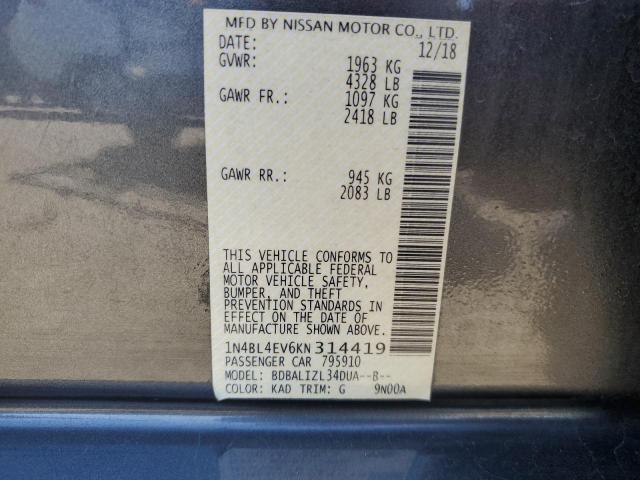 MFD BY NISSAN MOTOR CO., LTD.
DATE: 12/18
GVWR: 1963 KG
4328 LB
GAWR FR.: 1097 KG
2418 LB
GAWR RR.: 945 KG
2083 LB
THIS VEHICLE CONFORMS TO
ALL APPLICABLE FEDERAL
MOTOR VEHICLE SAFETY,
BUMPER, AND THEFT
PREVENTION STANDARDS IN
EFFECT ON THE DATE OF
MANUFACTURE SHOWN ABOVE.
1N4BL4EV6KN314419
PASSENGER CAR 795910
MODEL: BDBALIZL34DUA--B--
COLOR: KAD TRIM: G 9N00A